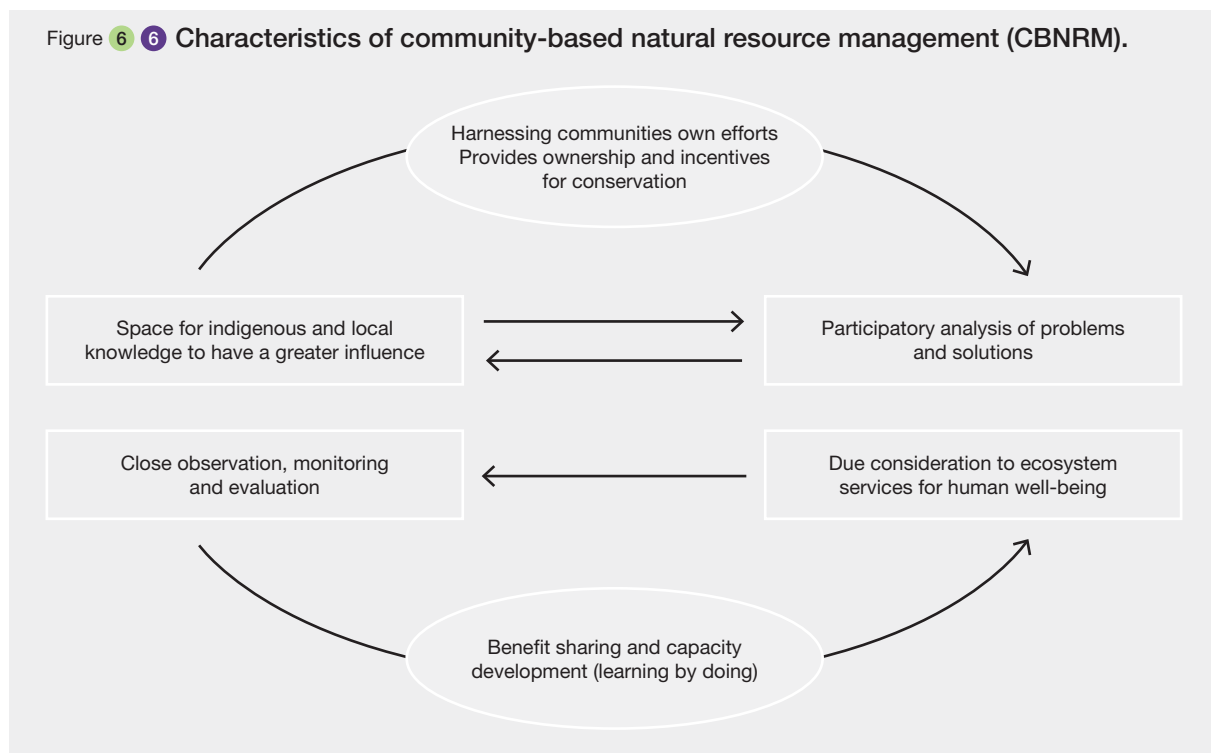 Figure 6 6 Characteristics of community-based natural resource management (CBNRM).
Harnessing communities own efforts
Provides ownership and incentives
for conservation
Space for indigenous and local
knowledge to have a greater influence
Participatory analysis of problems
and solutions
Close observation, monitoring
and evaluation
Due consideration to ecosystem
services for human well-being
Benefit sharing and capacity
development (learning by doing)